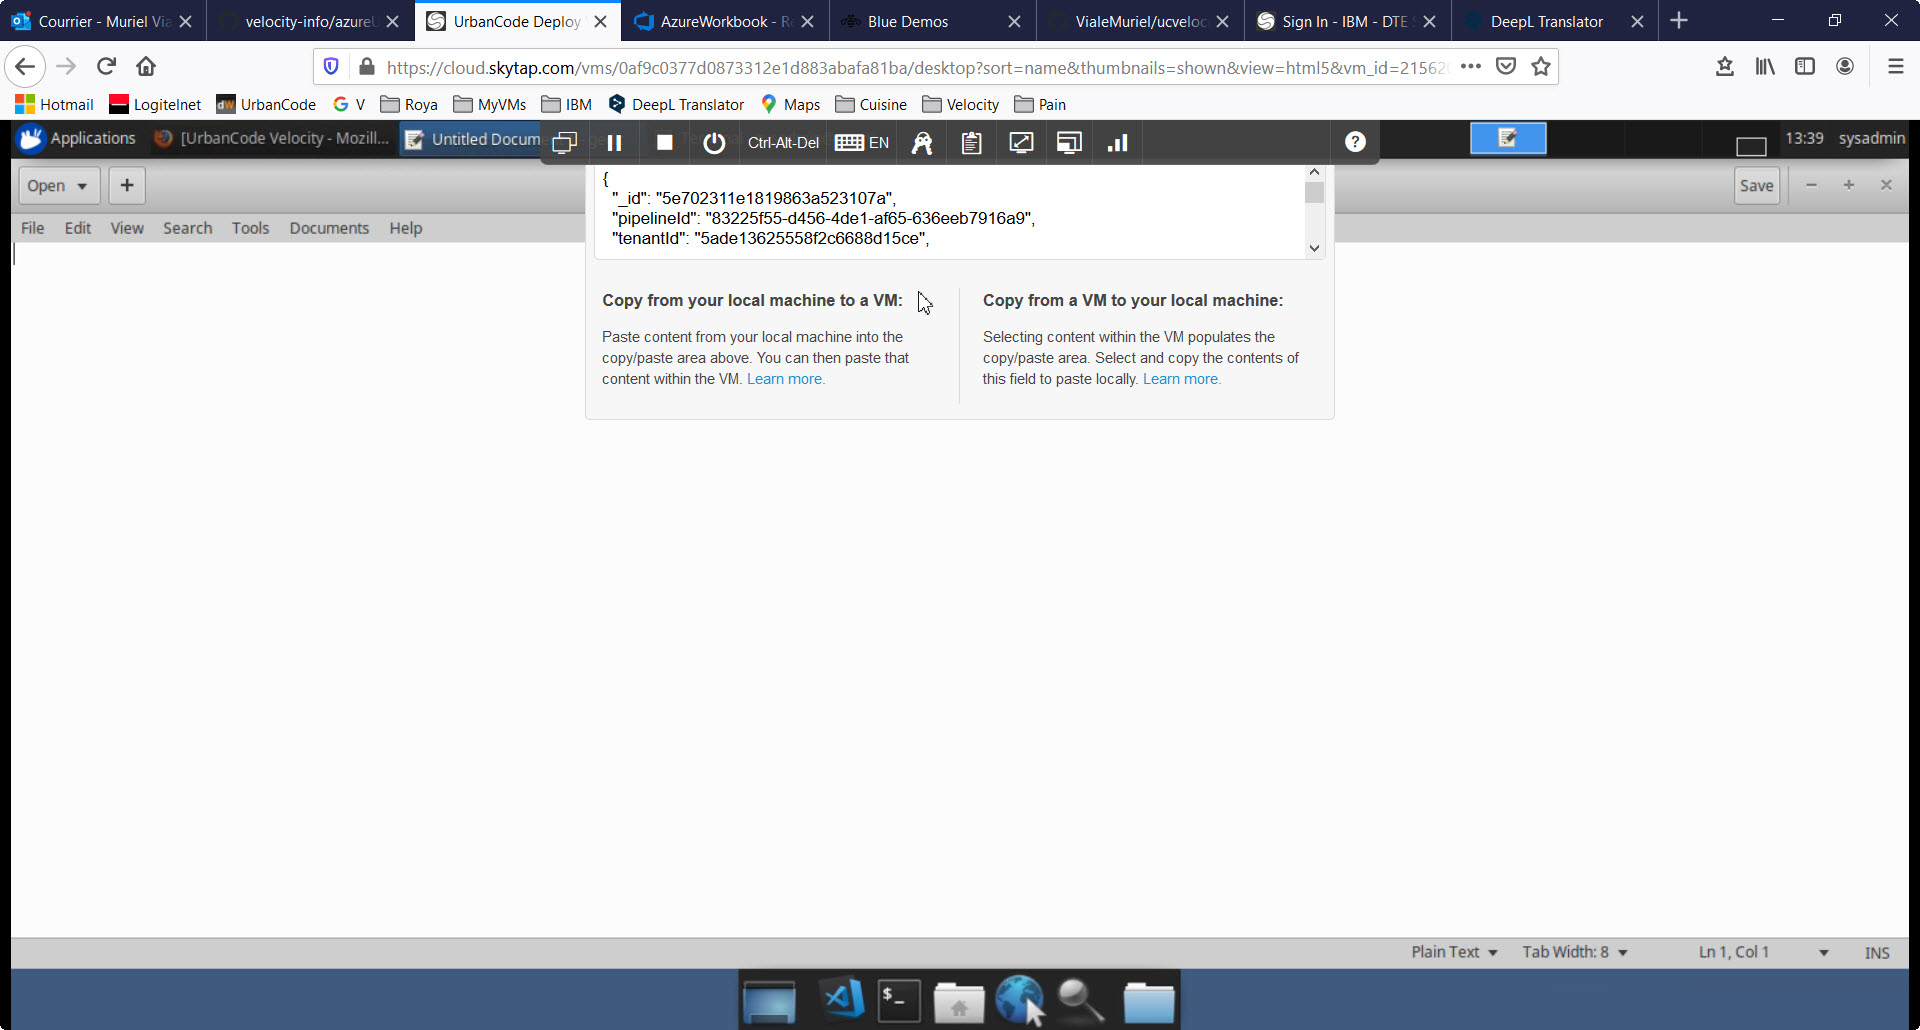 Courrier - Muriel Via
velocity-info/azureU
UrbanCode Deploy
AzureWorkbook - Re
Blue Demos
VialeMuriel/ucveloc
Sign In - IBM - DTE S
DeepL Translator
https://cloud.skytap.com/vms/0af9c0377d0873312e1d883abafa81ba/desktop?sort=name&thumbnails=shown&view=html5&vm_id=21562
Hotmail
Logitelnet
UrbanCode
V
Roya
MyVMs
IBM
DeepL Translator
Maps
Cuisine
Velocity
Pain
Applications
[UrbanCode Velocity - Mozill...
Untitled Docum
Ctrl-Alt-Del
EN
13:39
sysadmin
Open
Save
{
"_id": "5e702311e1819863a523107a",
"pipelineId": "83225f55-d456-4de1-af65-636eeb7916a9",
"tenantId": "5ade13625558f2c6688d15ce",
File Edit View Search Tools Documents Help
Copy from your local machine to a VM:
Paste content from your local machine into the
copy/paste area above. You can then paste that
content within the VM. Learn more.
Copy from a VM to your local machine:
Selecting content within the VM populates the
copy/paste area. Select and copy the contents of
this field to paste locally. Learn more.
Plain Text
Tab Width: 8
Ln 1, Col 1
INS